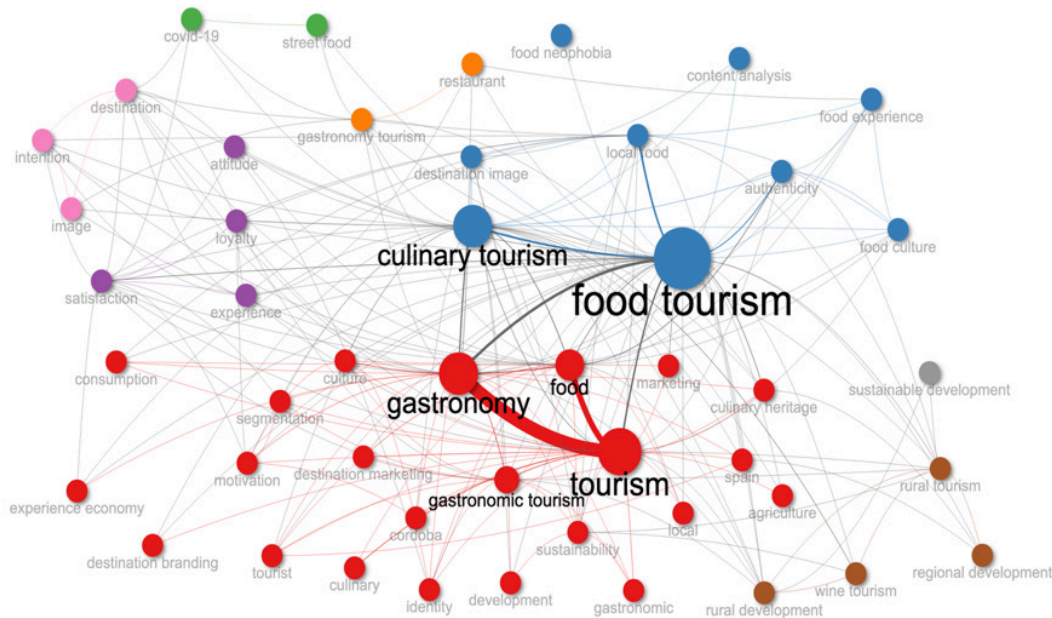 covid-19
street food
food neophobia
content analysis
restaurant
destination
food experience
gastronomy tourism
local food
intention
attitude
destination image
authenticity
image
loyalty
food culture
culinary tourism
satisfaction
experience
food tourism
consumption
culture
food
marketing
sustainable development
gastronomy
culinary heritage
segmentation
motivation
destination marketing
tourism
spain
rural tourism
gastronomic tourism
experience economy
agriculture
cordoba
local
sustainability
destination branding
tourist
culinary
regional development
wine tourism
identity
development
gastronomic
rural development